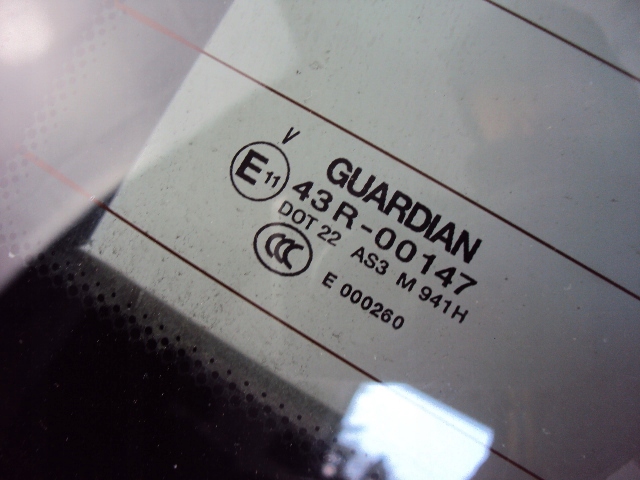 V
GUARDIAN
E11 43R-00147
DOT 22 AS3 M 941H
CCC E 000260